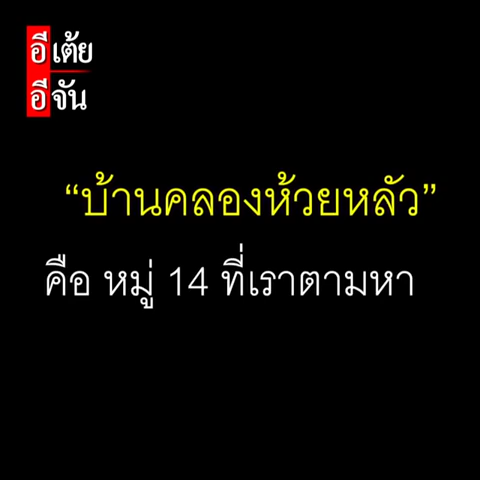 อีเต้ย
อีจัน
“บ้านคลองห้วยหลัว”
คือ หมู่ 14 ที่เราตามหา